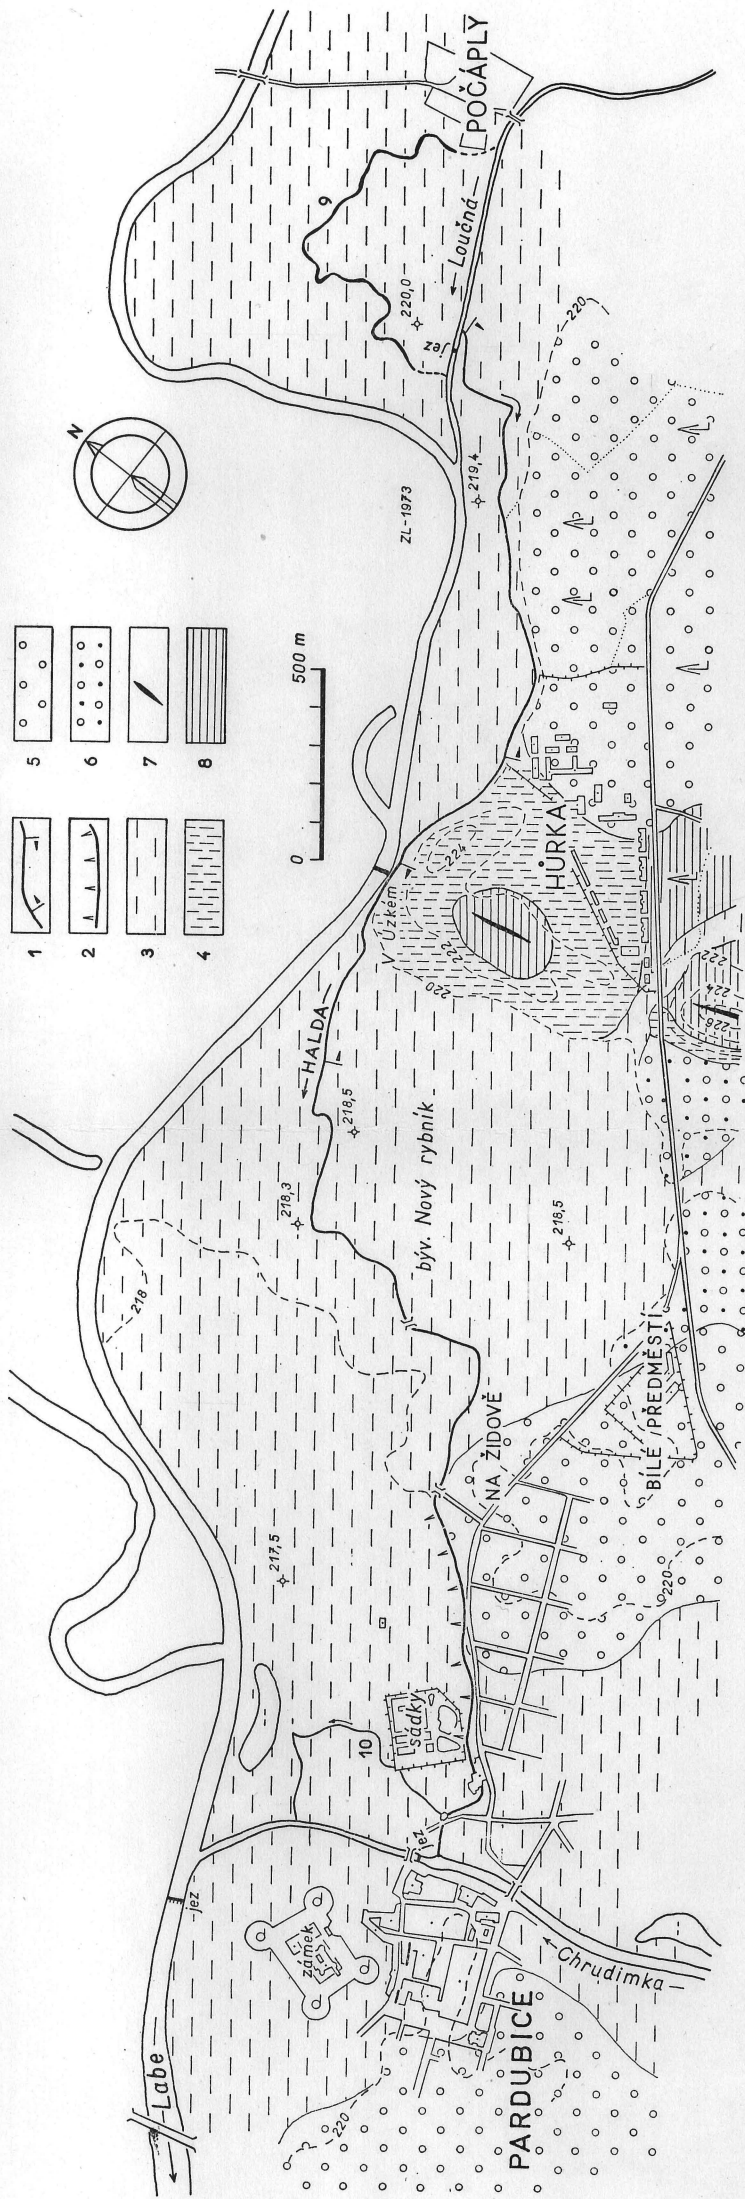 N
1
2
3
4
5
6
7
8
0 500 m
ZL-1973
Labe
jez
zámek
PARDUBICE
220
Chrudimka
jez
10
sádky
217,5
220
NA ŽIDOVĚ
BÍLÉ PŘEDMĚSTÍ
218
218,3
218,5
HALDA
býv. Nový rybník
218,5
V Úzkém
220
222
224
HŮRKA
222
224
226
219,4
220
jez
220,0
Loučná
9
POČÁPLY